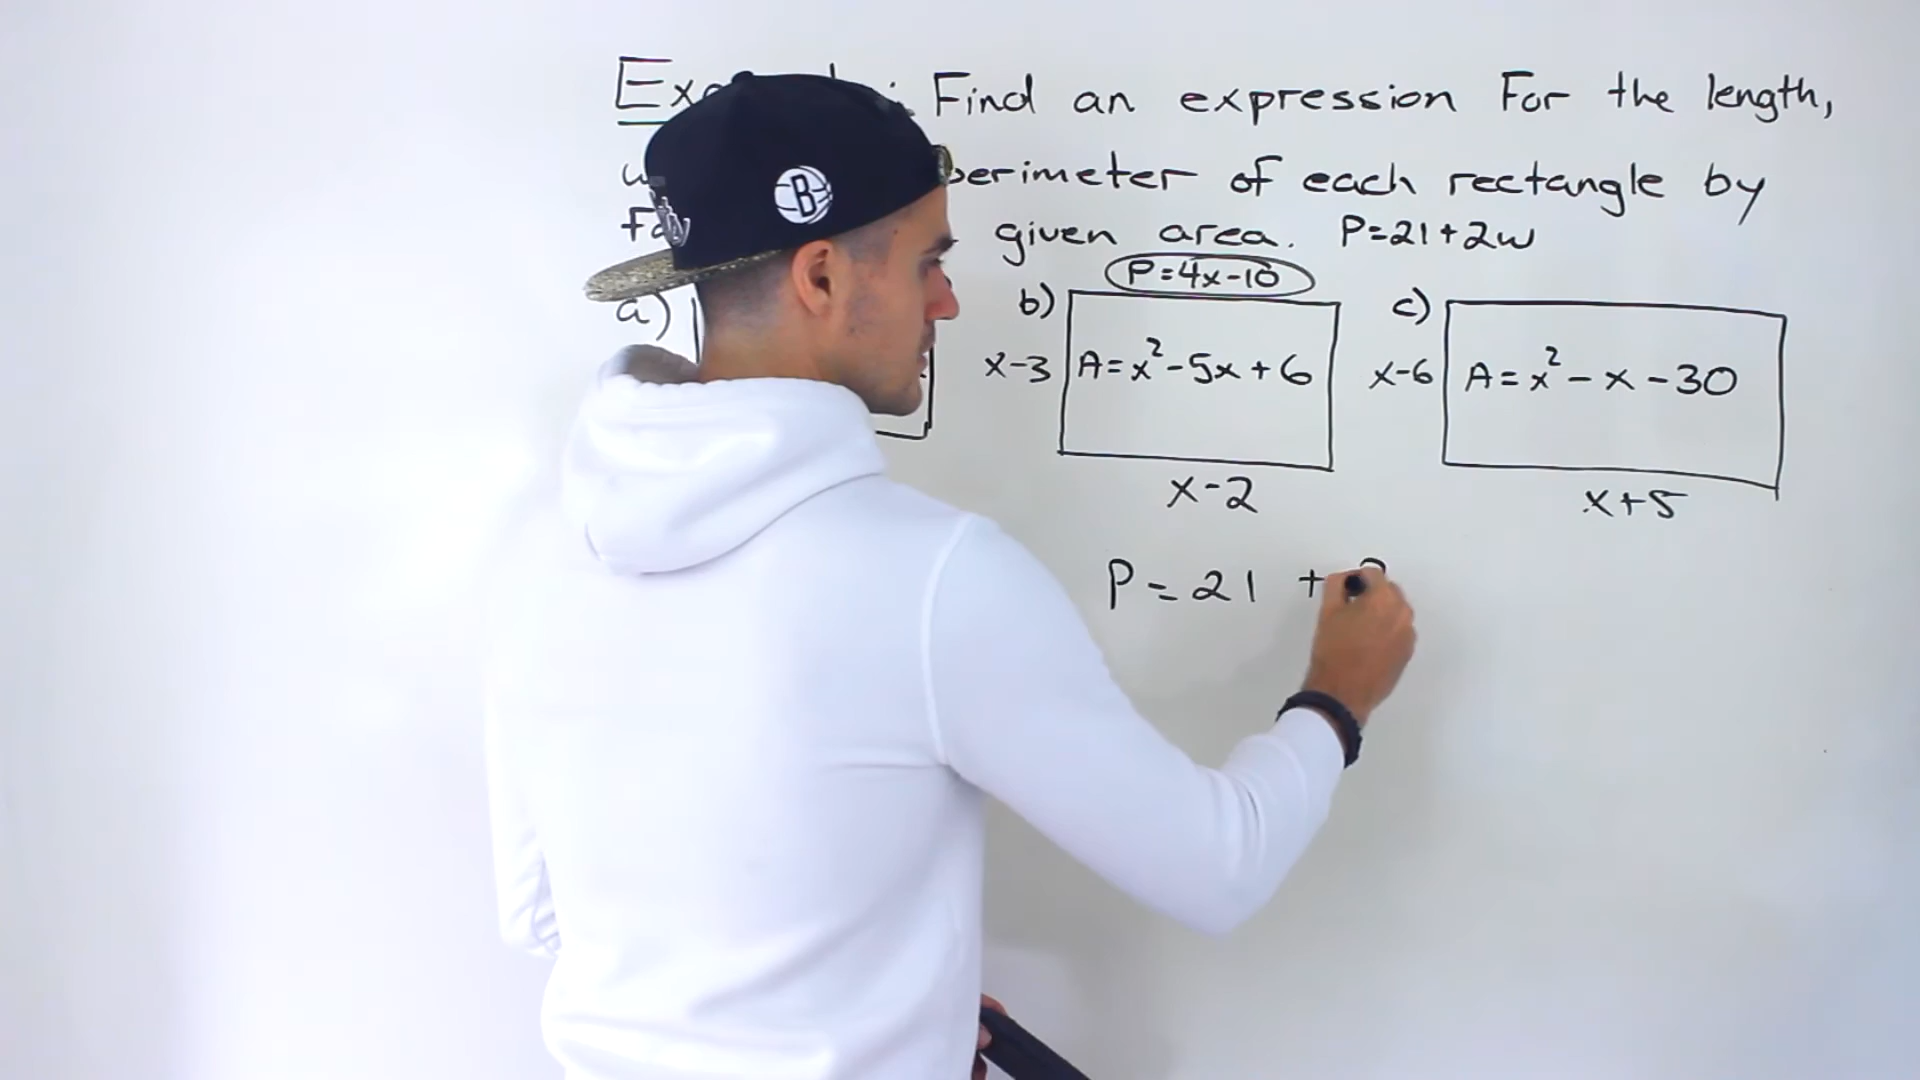 Find an expression For the length,
perimeter of each rectangle by
given area. P=2l+2w
P=4x-10
a)
b)
c)
x-3 A=x²-5x+6
x-6 A=x²-x-30
x-2
x+5
P=2l +
B